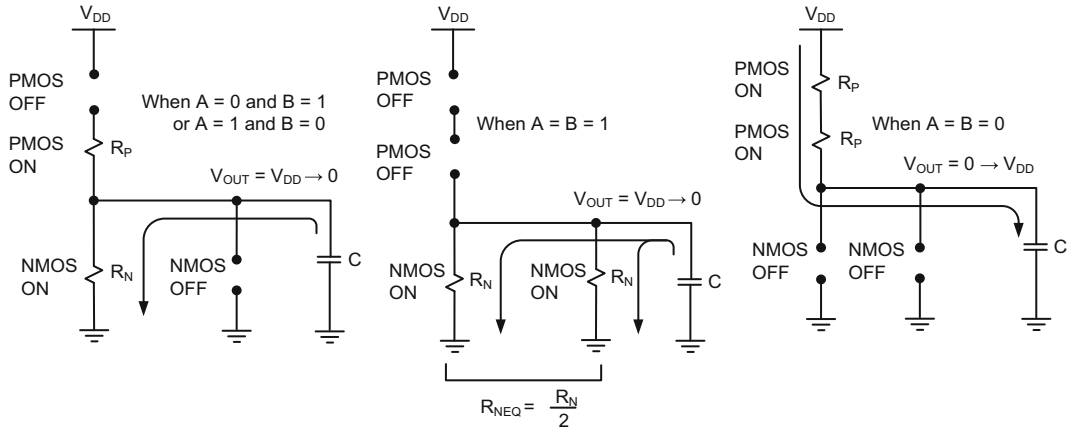 V_DD
PMOS
OFF
When A = 0 and B = 1
or A = 1 and B = 0
PMOS
ON
R_P
V_OUT = V_DD → 0
NMOS
ON
R_N
NMOS
OFF
C
V_DD
PMOS
OFF
When A = B = 1
PMOS
OFF
V_OUT = V_DD → 0
NMOS
ON
R_N
NMOS
ON
R_N
C
R_NEQ = R_N / 2
V_DD
PMOS
ON
R_P
PMOS
ON
R_P
When A = B = 0
V_OUT = 0 → V_DD
NMOS
OFF
NMOS
OFF
C